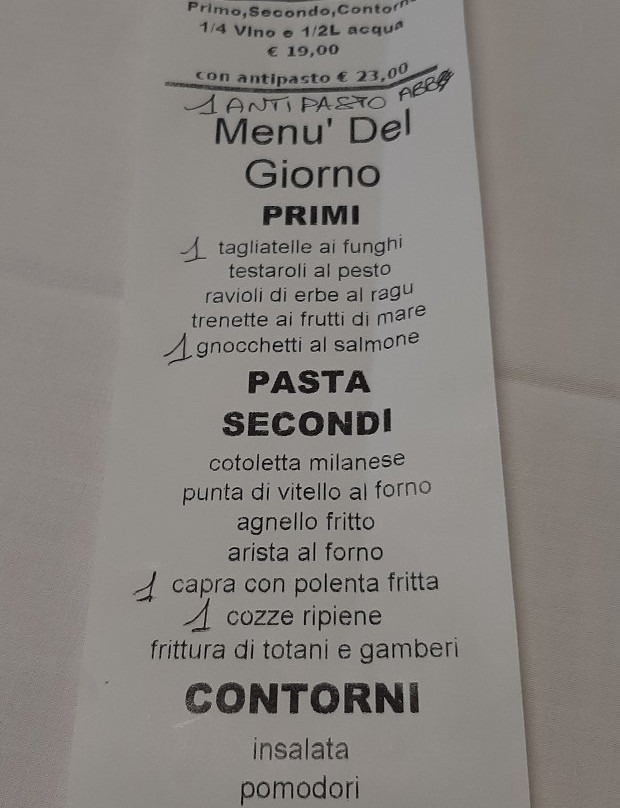 Primo,Secondo,Contorn
1/4 Vino e 1/2L acqua
€ 19,00
con antipasto € 23,00
1 ANTIPASTO
Menu' Del
Giorno
PRIMI
1 tagliatelle ai funghi
testaroli al pesto
ravioli di erbe al ragu
trenette ai frutti di mare
1 gnocchetti al salmone
PASTA
SECONDI
cotoletta milanese
punta di vitello al forno
agnello fritto
arista al forno
1 capra con polenta fritta
1 cozze ripiene
frittura di totani e gamberi
CONTORNI
insalata
pomodori